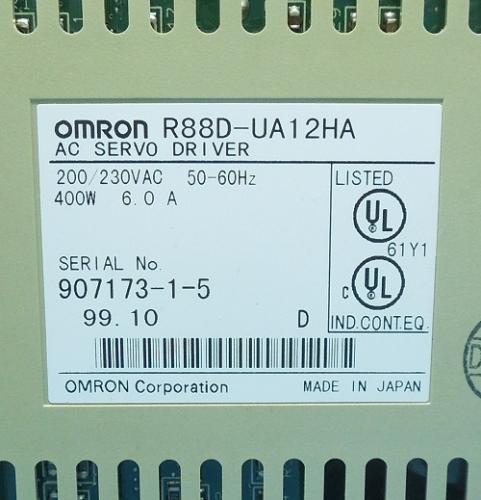 OMRON R88D-UA12HA
AC SERVO DRIVER
200/230VAC 50-60Hz
400W 6.0 A
SERIAL No.
907173-1-5
99.10 D
LISTED
UL
61Y1
C UL
IND.CONT.EQ.
OMRON Corporation MADE IN JAPAN